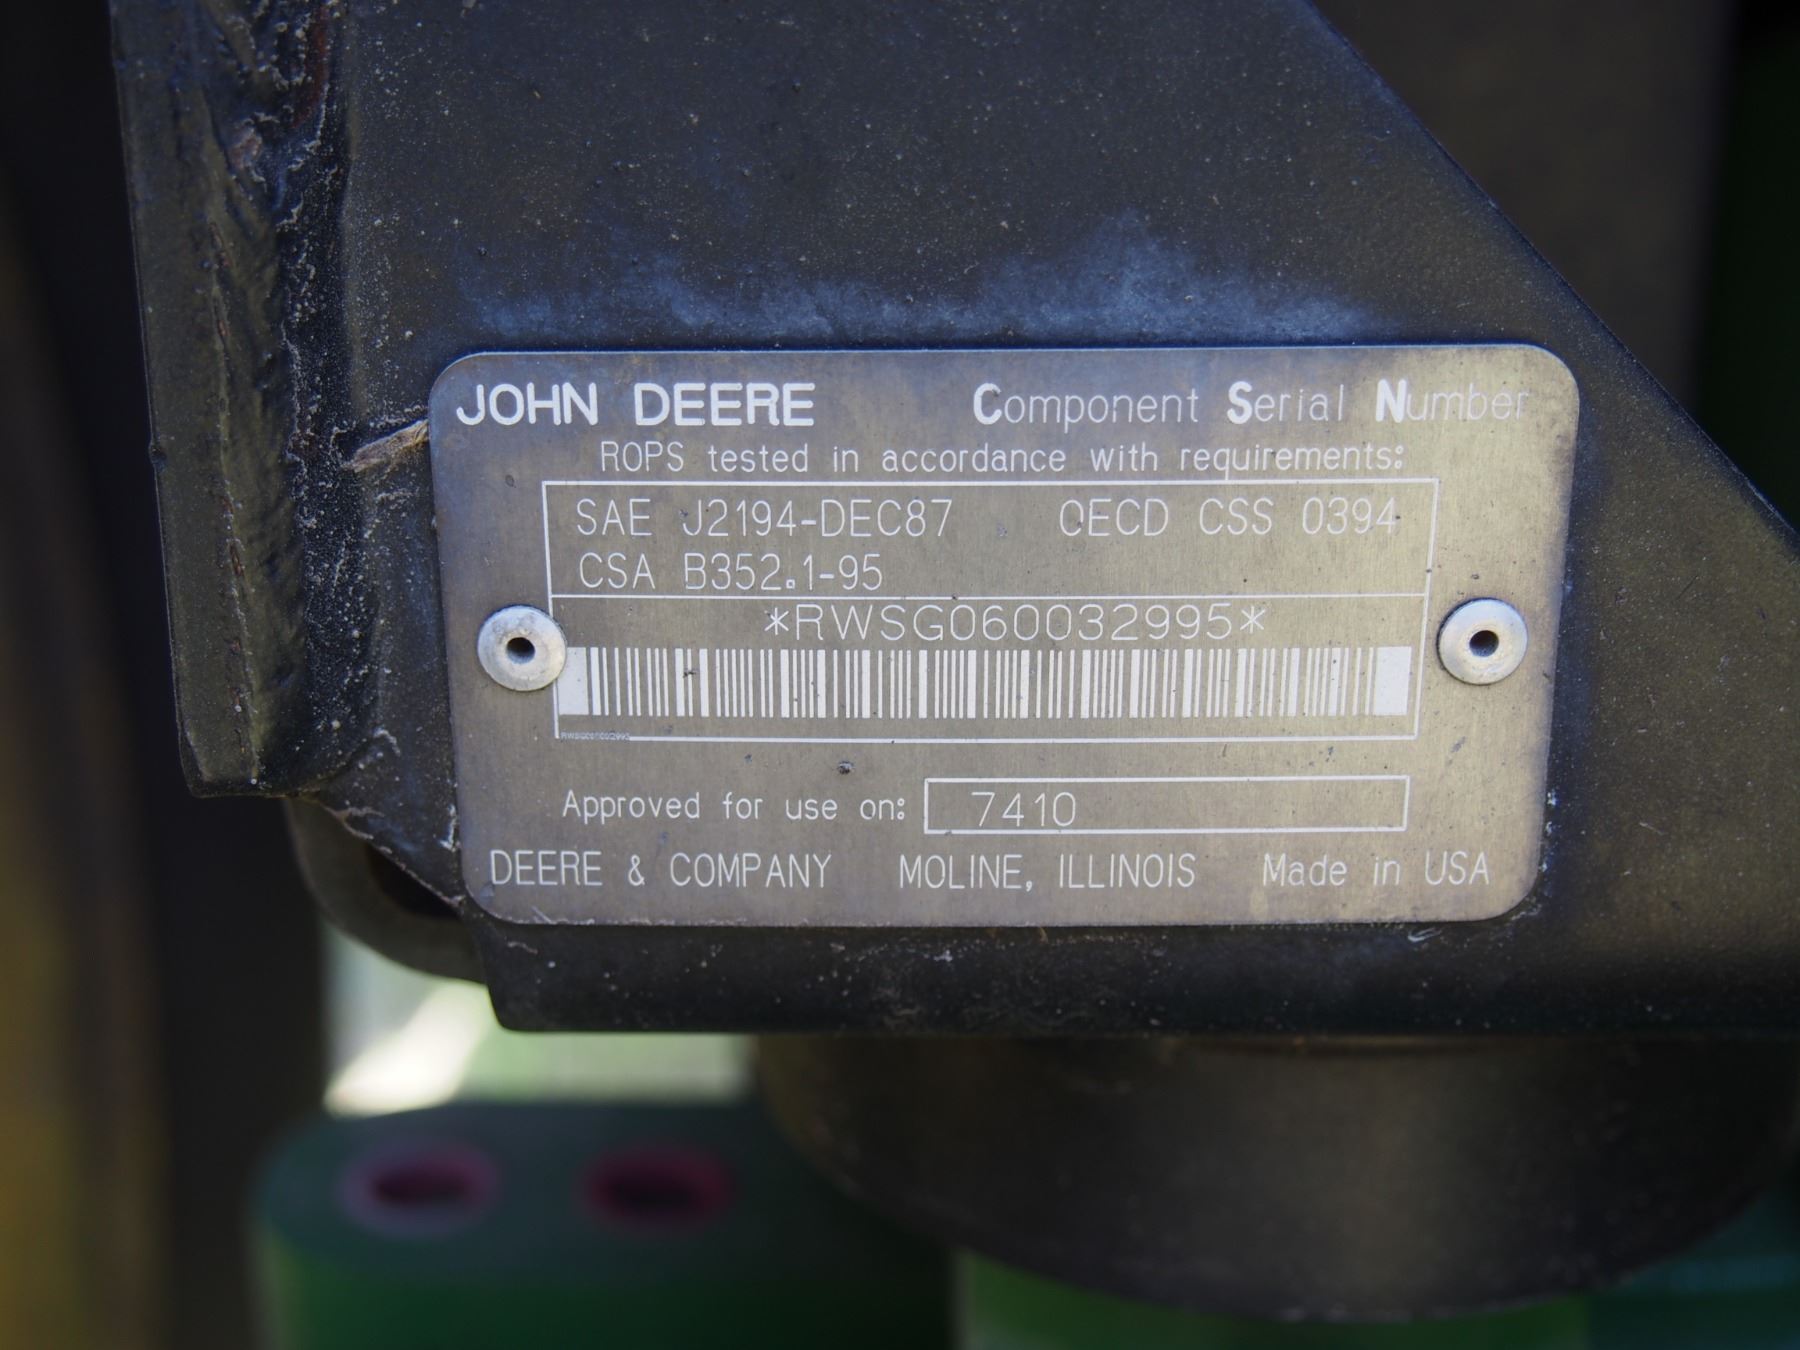 JOHN DEERE Component Serial Number
ROPS tested in accordance with requirements:
SAE J2194-DEC87 OECD CSS 0394
CSA B352.1-95
*RWSG060032995*
Approved for use on: 7410
DEERE & COMPANY MOLINE, ILLINOIS Made in USA